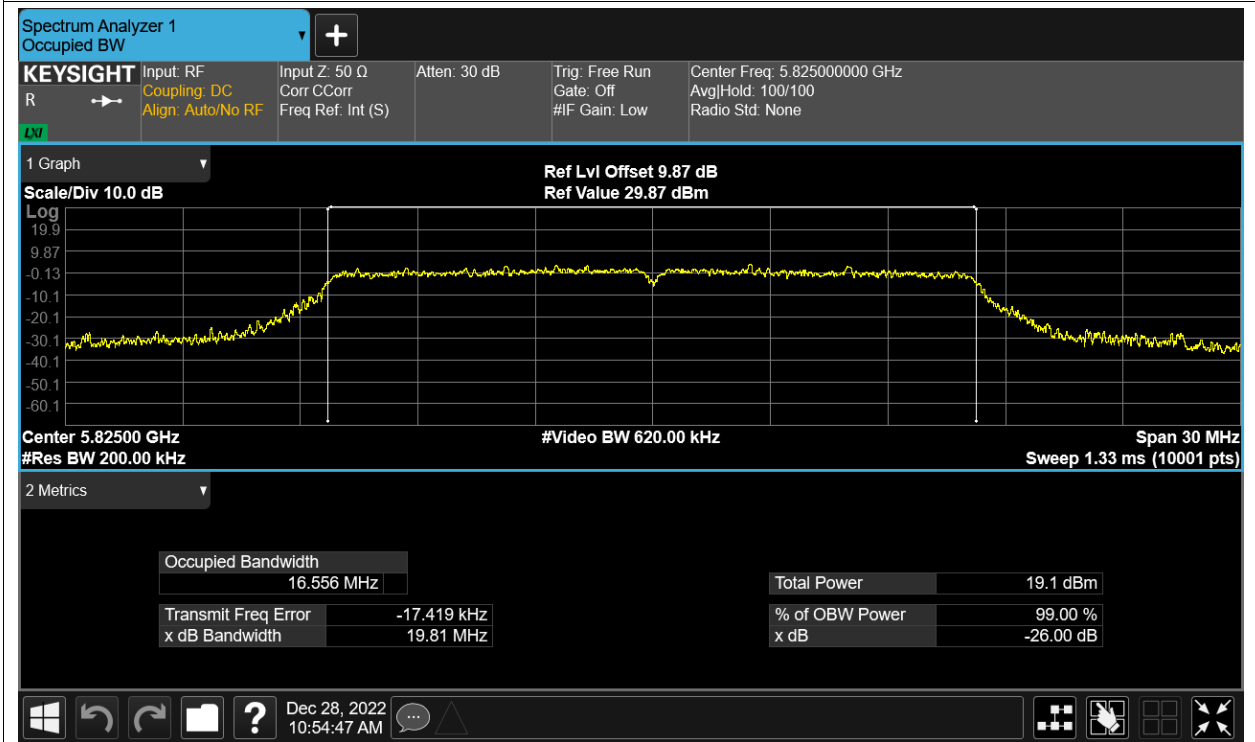 Spectrum Analyzer 1
Occupied BW
+
KEYSIGHT
R
LXI
Input: RF
Coupling: DC
Align: Auto/No RF
Input Z: 50 Ω
Corr CCorr
Freq Ref: Int (S)
Atten: 30 dB
Trig: Free Run
Gate: Off
#IF Gain: Low
Center Freq: 5.825000000 GHz
Avg|Hold: 100/100
Radio Std: None
1 Graph
Ref Lvl Offset 9.87 dB
Scale/Div 10.0 dB
Ref Value 29.87 dBm
Log
19.9
9.87
-0.13
-10.1
-20.1
-30.1
-40.1
-50.1
-60.1
Center 5.82500 GHz
#Video BW 620.00 kHz
Span 30 MHz
#Res BW 200.00 kHz
Sweep 1.33 ms (10001 pts)
2 Metrics
Occupied Bandwidth
16.556 MHz
Total Power 19.1 dBm
Transmit Freq Error -17.419 kHz
% of OBW Power 99.00 %
x dB Bandwidth 19.81 MHz
x dB -26.00 dB
?
Dec 28, 2022
10:54:47 AM